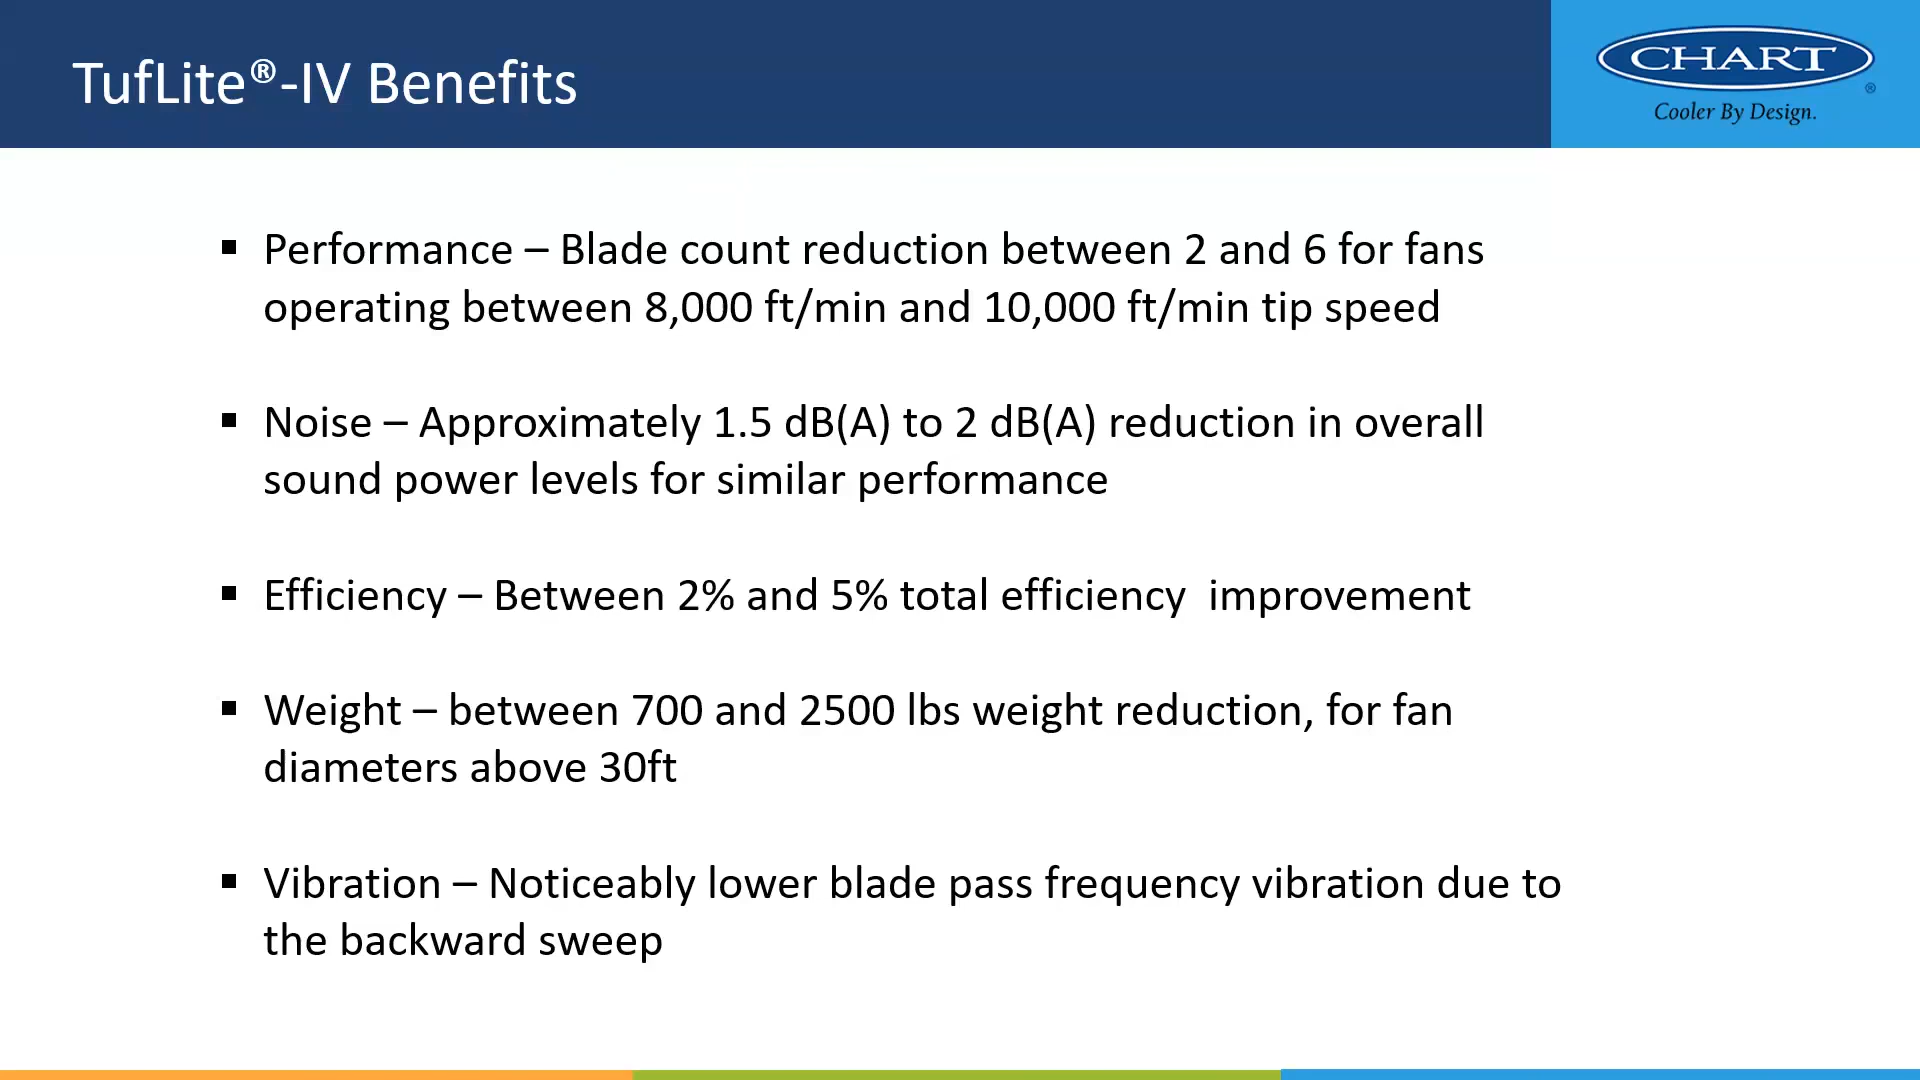 TufLite®-IV Benefits
CHART
®
Cooler By Design.
▪ Performance – Blade count reduction between 2 and 6 for fans
operating between 8,000 ft/min and 10,000 ft/min tip speed
▪ Noise – Approximately 1.5 dB(A) to 2 dB(A) reduction in overall
sound power levels for similar performance
▪ Efficiency – Between 2% and 5% total efficiency  improvement
▪ Weight – between 700 and 2500 lbs weight reduction, for fan
diameters above 30ft
▪ Vibration – Noticeably lower blade pass frequency vibration due to
the backward sweep